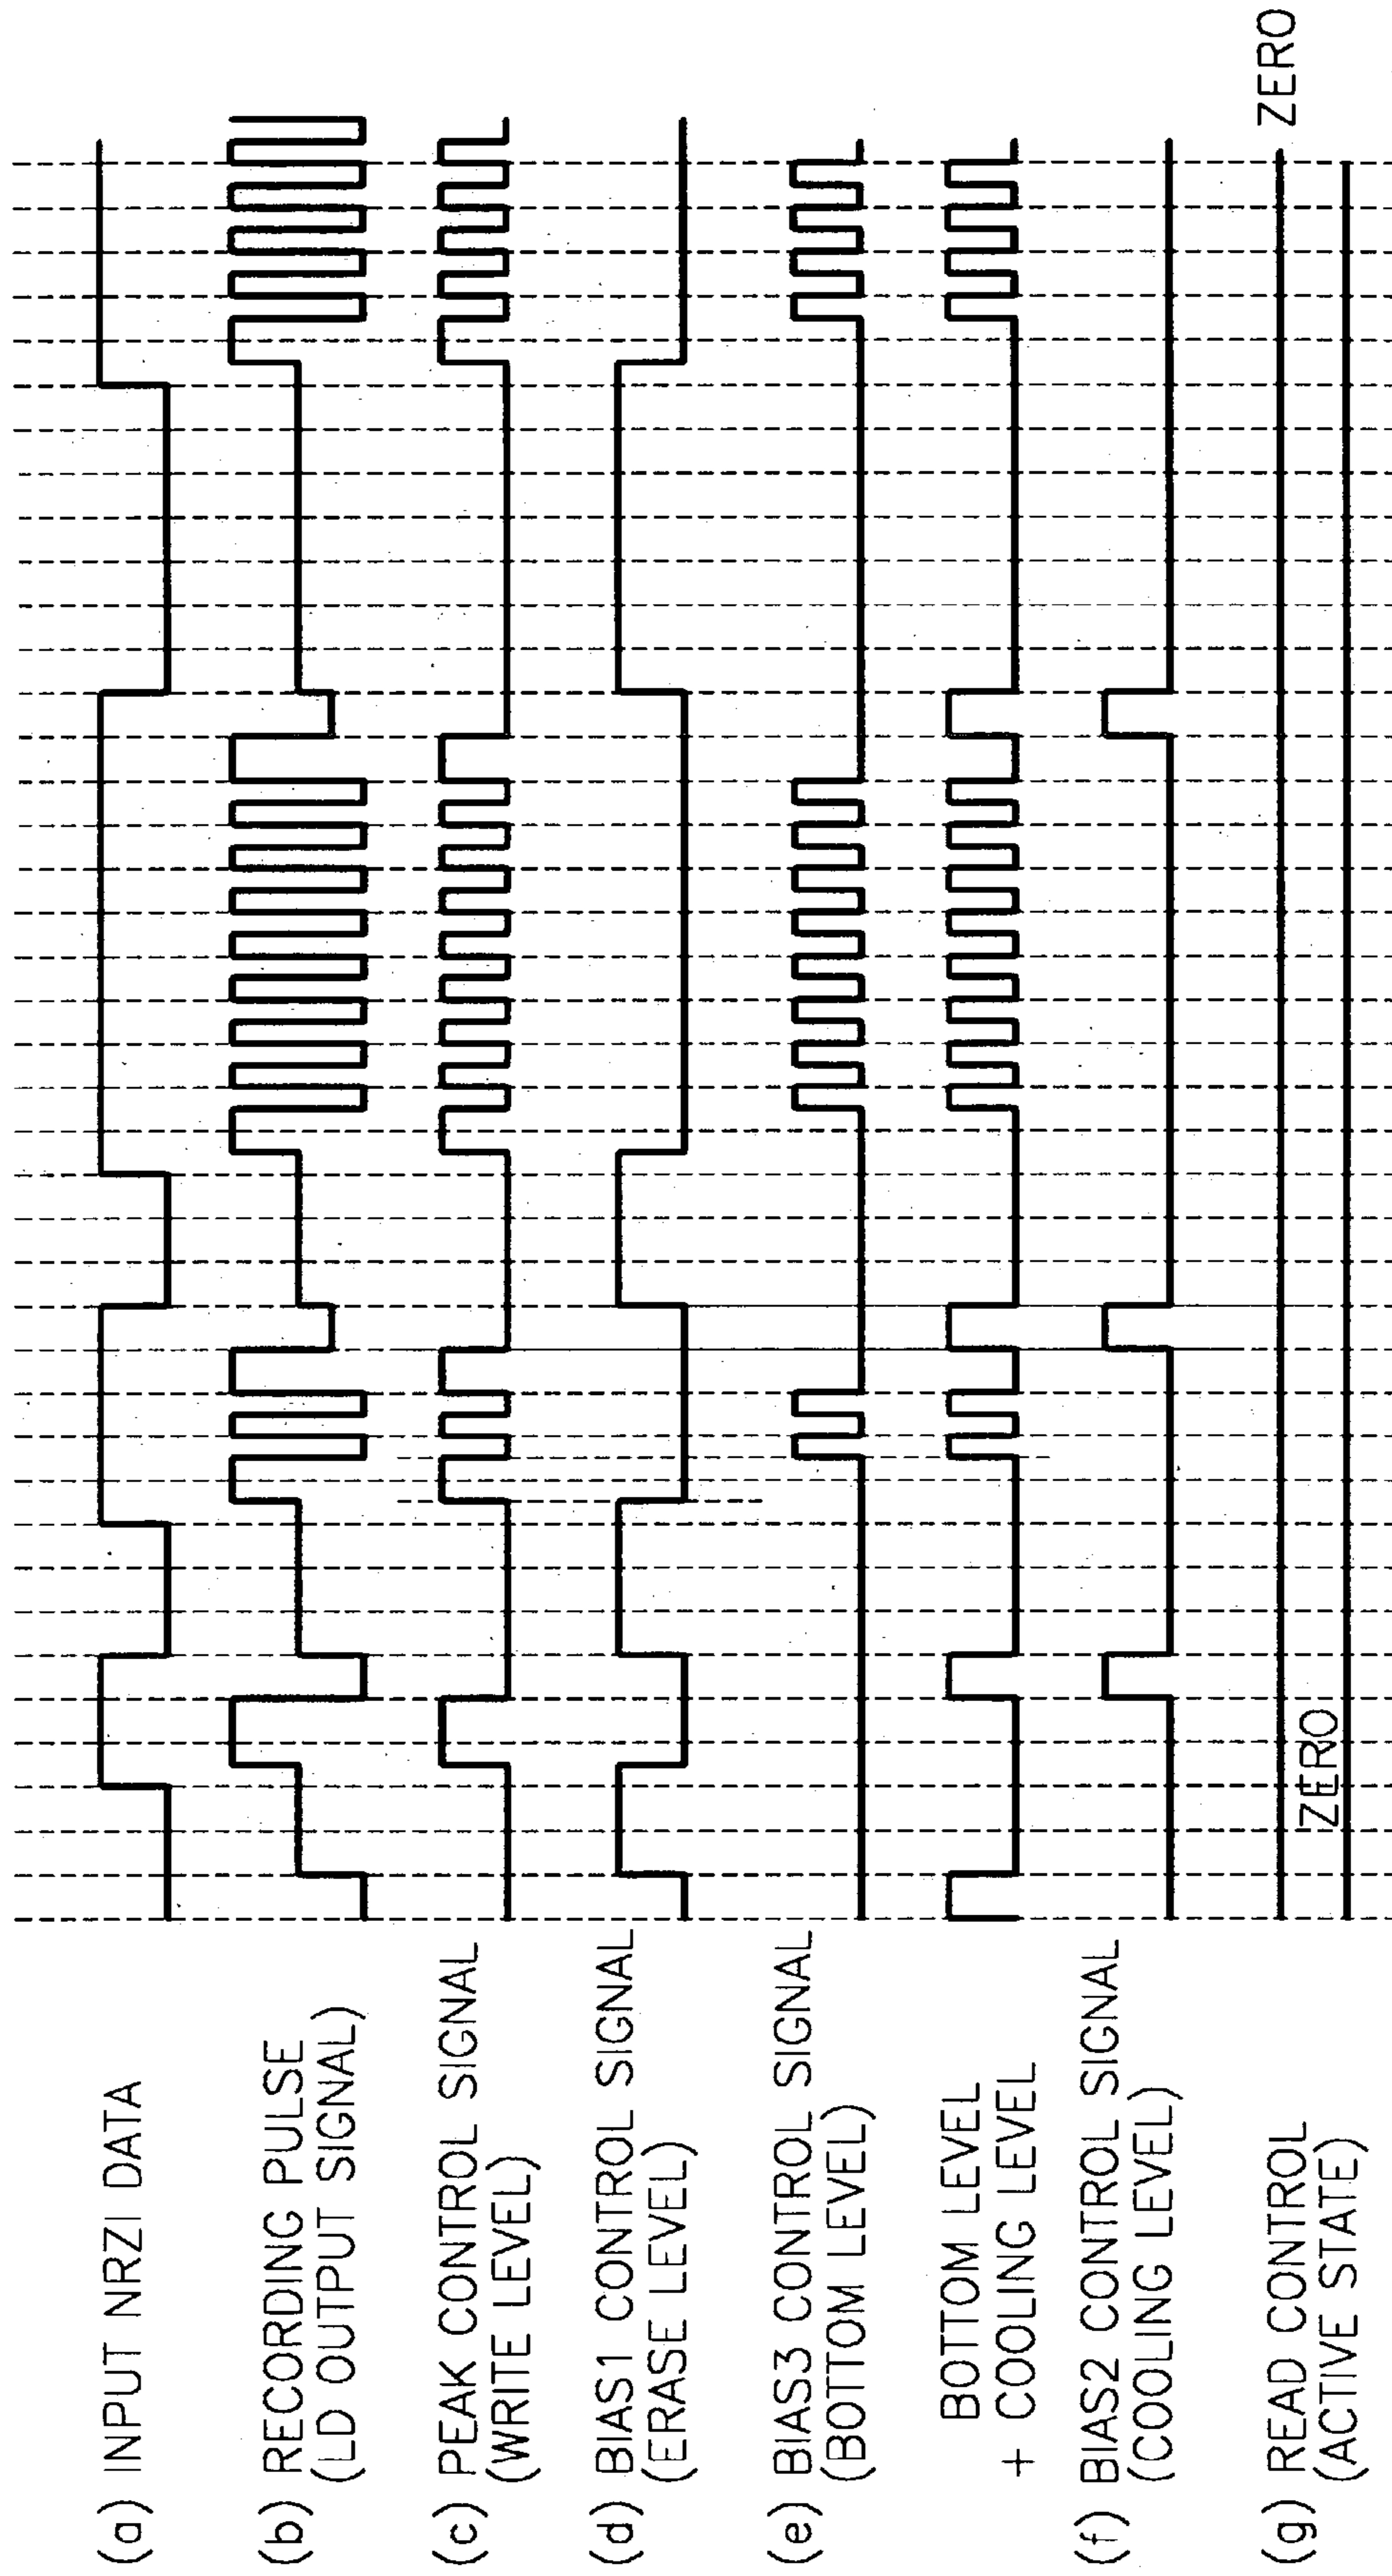 (a) INPUT NRZI DATA
(b) RECORDING PULSE
(LD OUTPUT SIGNAL)
(c) PEAK CONTROL SIGNAL
(WRITE LEVEL)
(d) BIAS1 CONTROL SIGNAL
(ERASE LEVEL)
(e) BIAS3 CONTROL SIGNAL
(BOTTOM LEVEL)
BOTTOM LEVEL
+ COOLING LEVEL
(f) BIAS2 CONTROL SIGNAL
(COOLING LEVEL)
(g) READ CONTROL
(ACTIVE STATE)
ZERO
ZERO